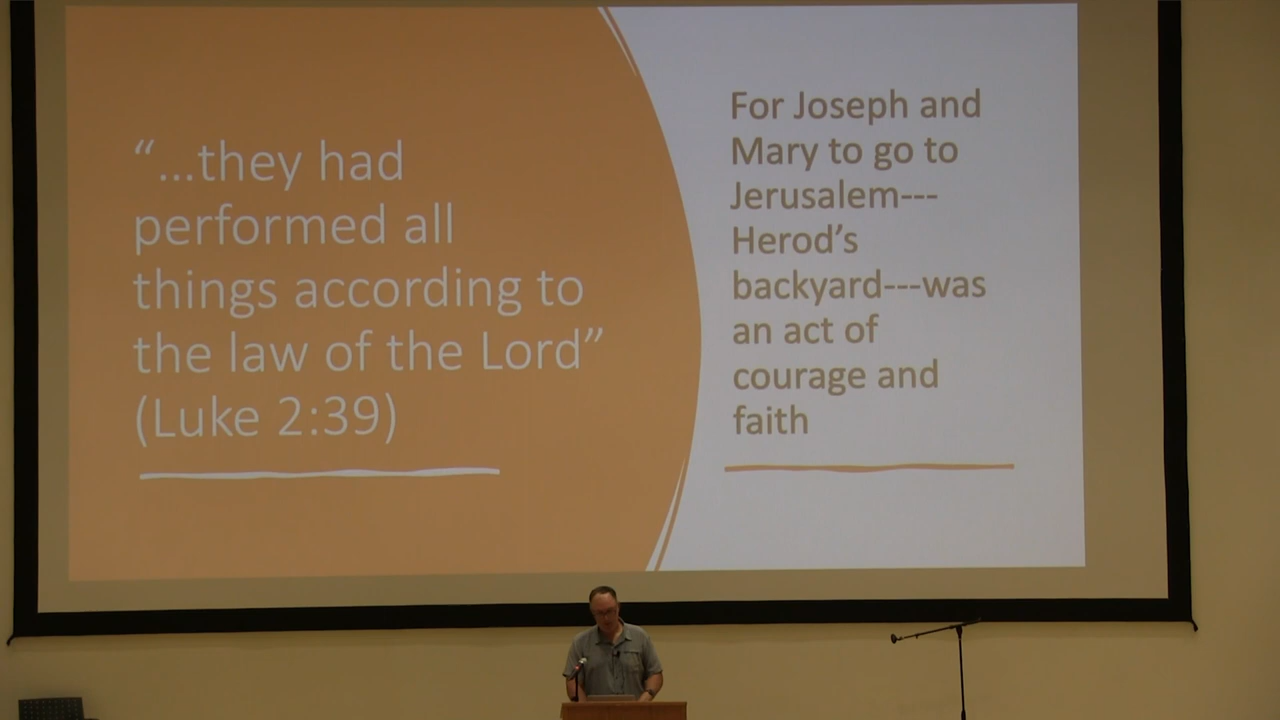 “...they had
performed all
things according to
the law of the Lord”
(Luke 2:39)
For Joseph and
Mary to go to
Jerusalem---
Herod’s
backyard---was
an act of
courage and
faith